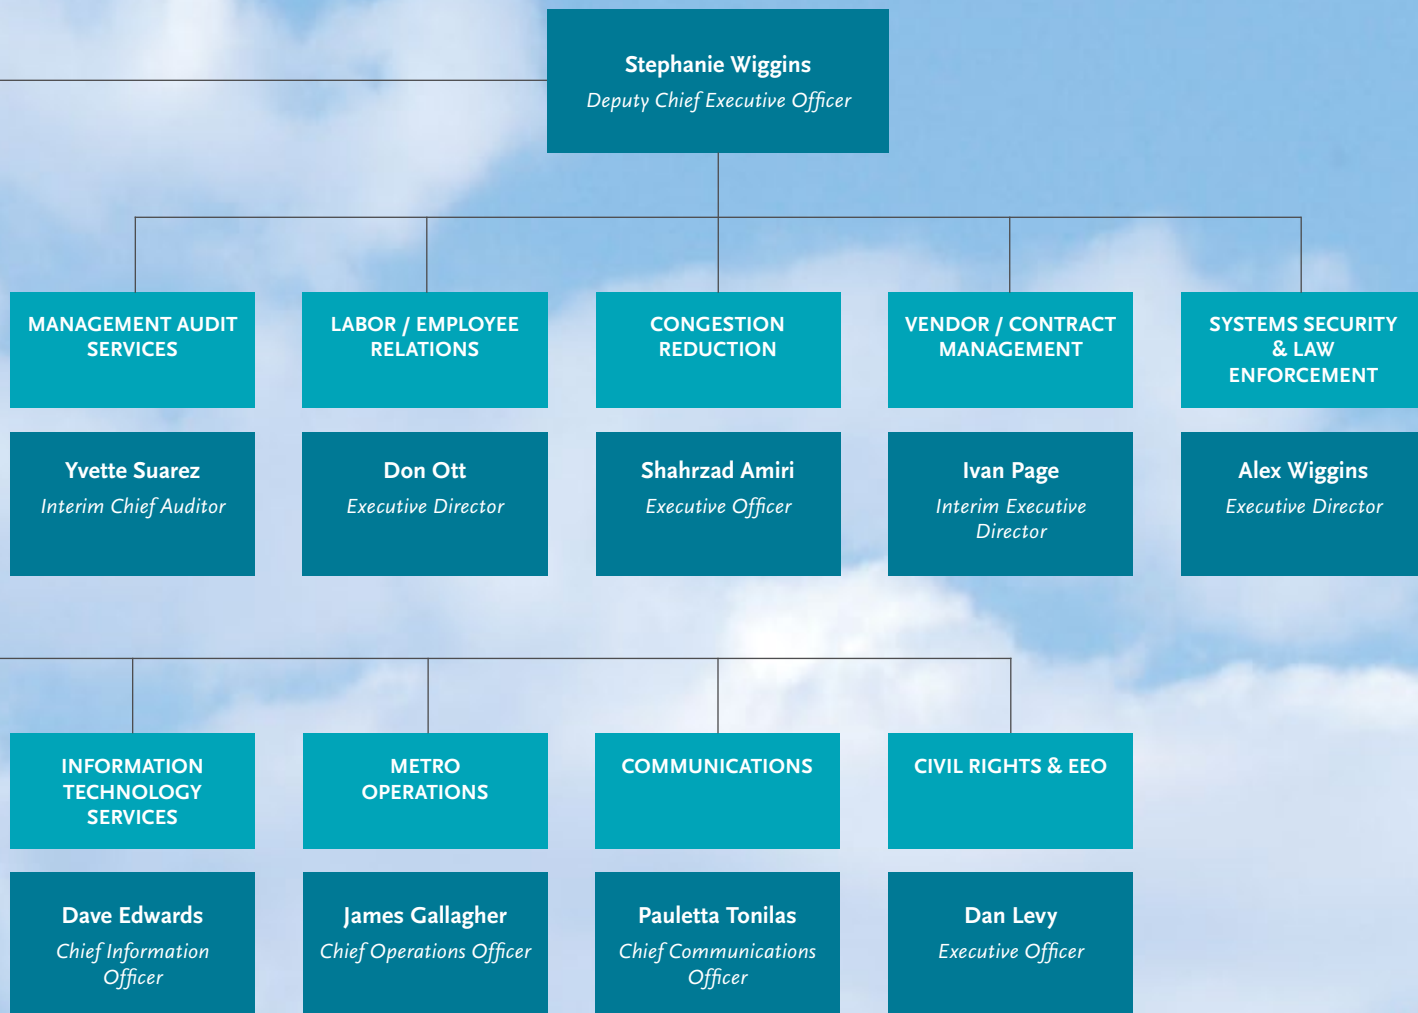 Stephanie Wiggins
Deputy Chief Executive Officer
MANAGEMENT AUDIT
SERVICES
LABOR / EMPLOYEE
RELATIONS
CONGESTION
REDUCTION
VENDOR / CONTRACT
MANAGEMENT
SYSTEMS SECURITY
& LAW
ENFORCEMENT
Yvette Suarez
Interim Chief Auditor
Don Ott
Executive Director
Shahrzad Amiri
Executive Officer
Ivan Page
Interim Executive
Director
Alex Wiggins
Executive Director
INFORMATION
TECHNOLOGY
SERVICES
METRO
OPERATIONS
COMMUNICATIONS
CIVIL RIGHTS & EEO
Dave Edwards
Chief Information
Officer
James Gallagher
Chief Operations Officer
Pauletta Tonilas
Chief Communications
Officer
Dan Levy
Executive Officer